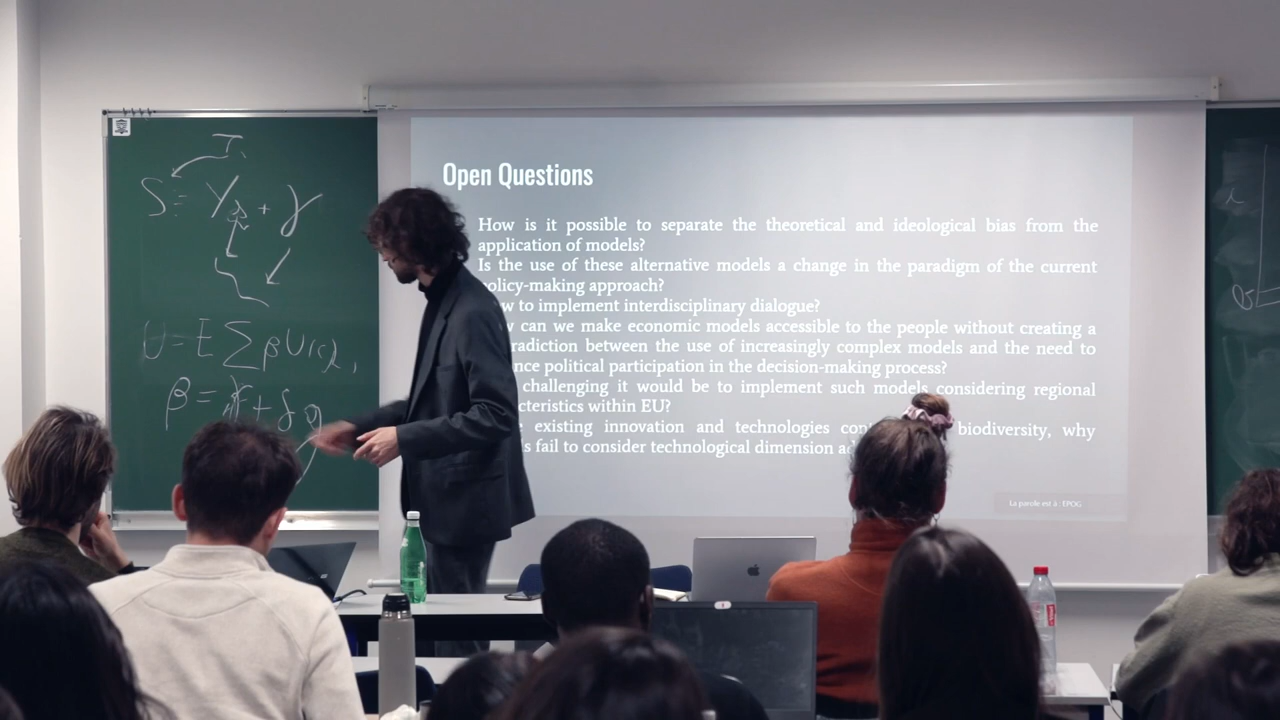 S = Y + γ
U = E ∑ β U(c),
β = + δ g
Open Questions
How is it possible to separate the theoretical and ideological bias from the
application of models?
Is the use of these alternative models a change in the paradigm of the current
policy-making approach?
to implement interdisciplinary dialogue?
can we make economic models accessible to the people without creating a
between the use of increasingly complex models and the need to
political participation in the decision-making process?
challenging it would be to implement such models considering regional
within EU?
existing innovation and technologies biodiversity, why
fail to consider technological dimension
La parole est à : EPOG